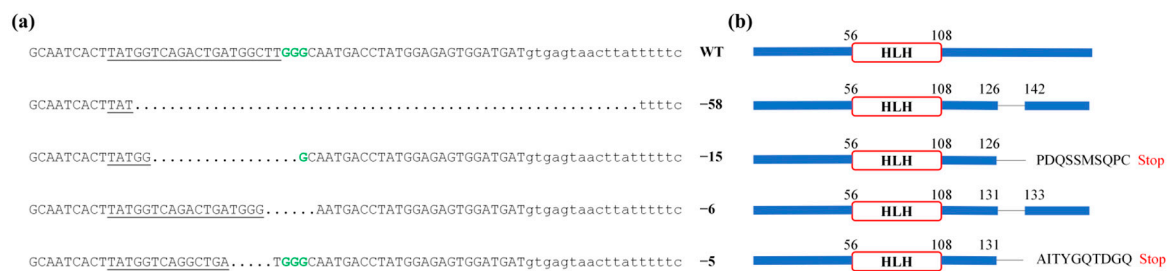 (a)
GCAATCACTTATGGTCAGACTGATGGCTTGGGCAATGACCTATGGAGAGTGGATGATgtgagtaacttatttttc WT
GCAATCACTTAT..........................................................ttttc −58
GCAATCACTTATGG.................GCAATGACCTATGGAGAGTGGATGATgtgagtaacttatttttc −15
GCAATCACTTATGGTCAGACTGATGGG......AATGACCTATGGAGAGTGGATGATgtgagtaacttatttttc −6
GCAATCACTTATGGTCAGGCTGA.....TGGGCAATGACCTATGGAGAGTGGATGATgtgagtaacttatttttc −5
(b)
56 108
HLH
56 108 126 142
HLH
56 108 126
HLH PDQSSMSQPC Stop
56 108 131 133
HLH
56 108 131
HLH AITYGQTDGQ Stop